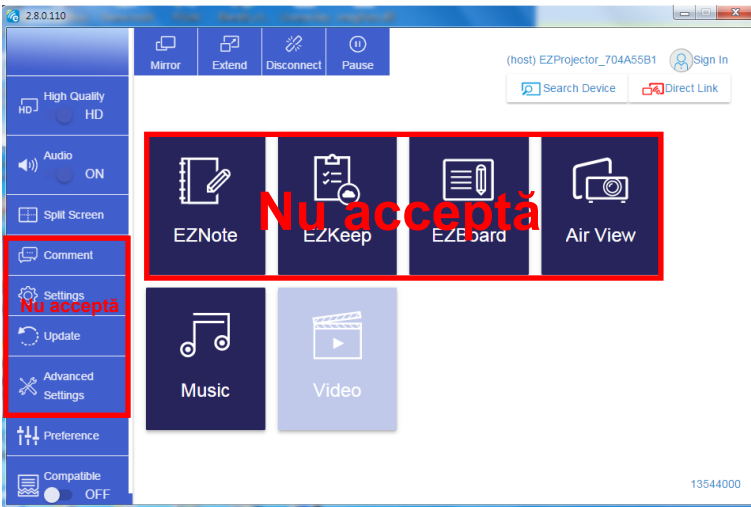 2.8.0.110
Mirror
Extend
Disconnect
Pause
(host) EZProjector_704A55B1
Sign In
Search Device
Direct Link
High Quality
HD
HD
Audio
ON
Split Screen
Comment
Settings
Nu acceptă
Update
Advanced
Settings
Preference
Compatible
OFF
Nu acceptă
EZNote
EZKeep
EZBoard
Air View
Music
Video
13544000